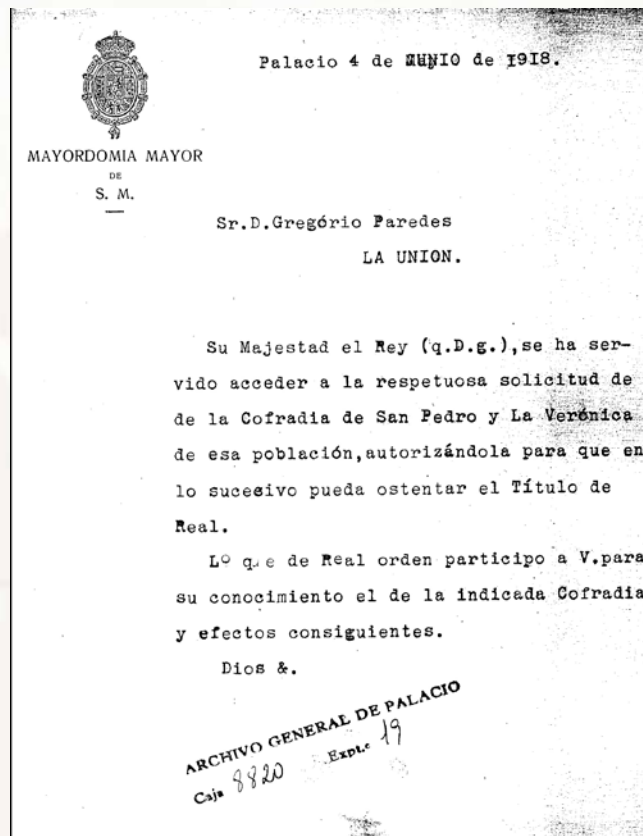 Palacio 4 de JUNIO de 1918.
MAYORDOMIA MAYOR
DE
S. M.
Sr.D.Gregório Paredes
LA UNION.
Su Majestad el Rey (q.D.g.),se ha ser-
vido acceder a la respetuosa solicitud de
de la Cofradia de San Pedro y La Verónica
de esa población,autorizándola para que en
lo sucesivo pueda ostentar el Título de
Real.
Lo que de Real orden participo a V.para
su conocimiento el de la indicada Cofradia
y efectos consiguientes.
Dios &.
ARCHIVO GENERAL DE PALACIO
Caja 8820 Expt.e 19